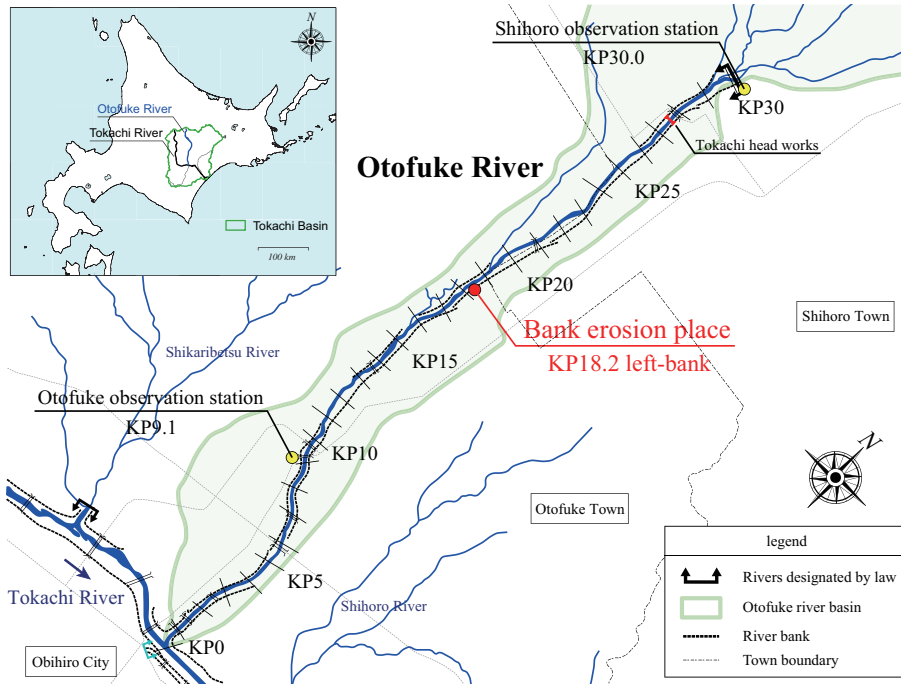 N
Otofuke River
Tokachi River
Tokachi Basin
100 km
Shihoro observation station
KP30.0
KP30
Tokachi head works
Otofuke River
KP25
KP20
Bank erosion place
KP18.2 left-bank
Shihoro Town
Shikaribetsu River
KP15
Otofuke observation station
KP9.1
KP10
N
Otofuke Town
KP5
Tokachi River
Shihoro River
KP0
Obihiro City
legend
Rivers designated by law
Otofuke river basin
River bank
Town boundary